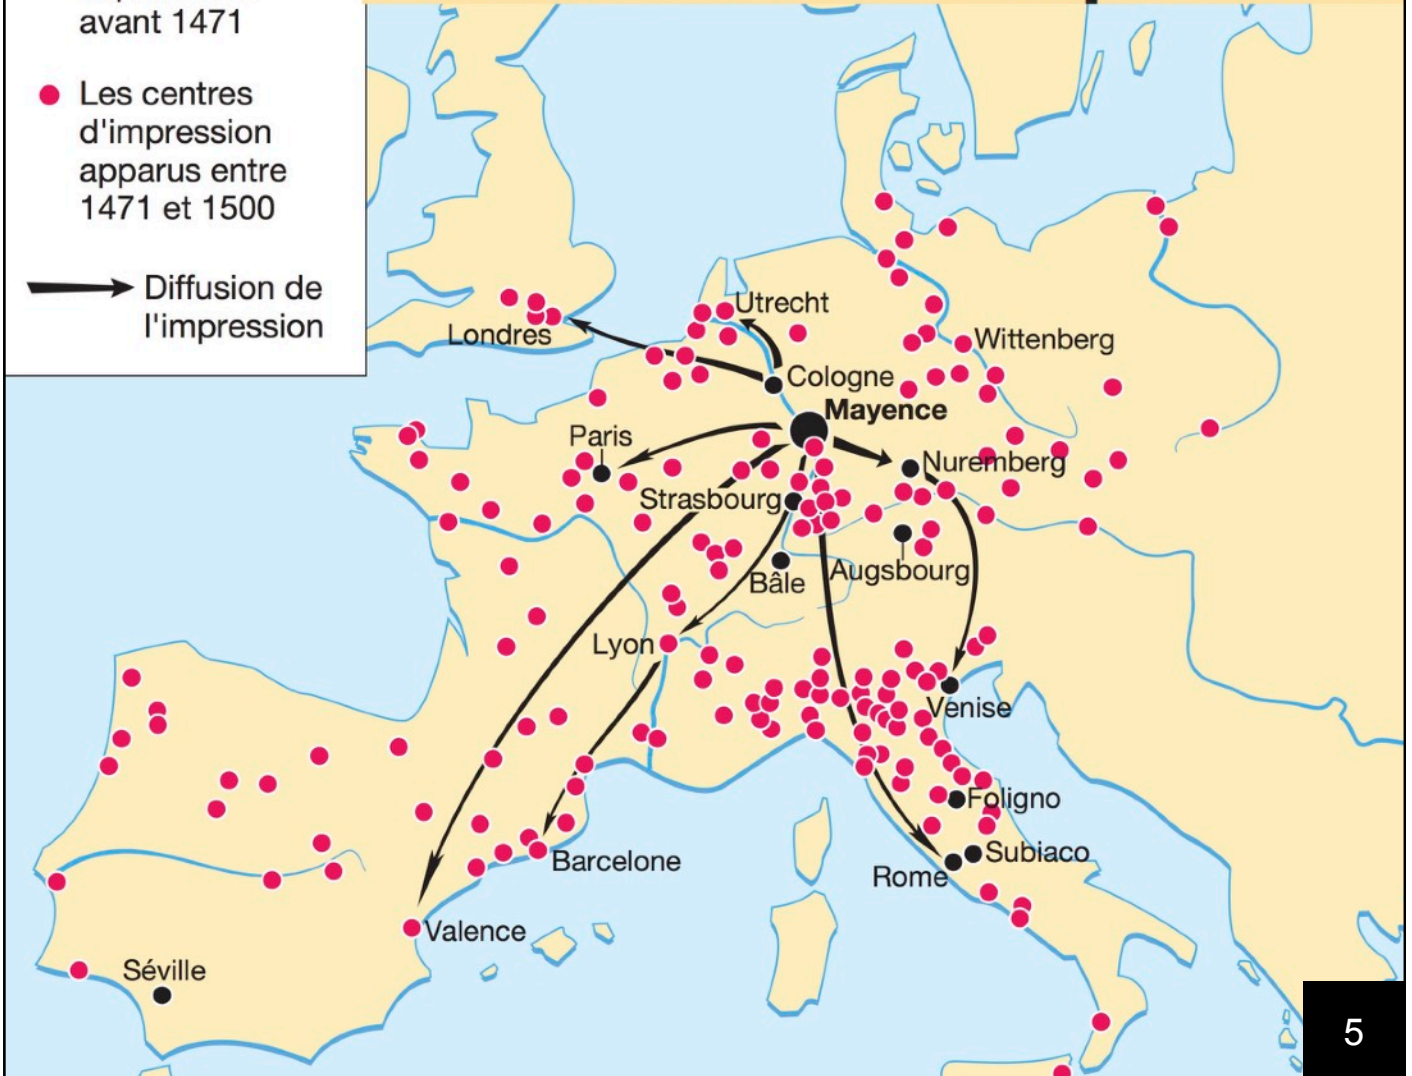 avant 1471
Les centres
d'impression
apparus entre
1471 et 1500
Diffusion de
l'impression
Utrecht
Londres
Wittenberg
Cologne
Mayence
Paris
Nuremberg
Strasbourg
Bâle
Augsbourg
Lyon
Venise
Foligno
Subiaco
Rome
Barcelone
Valence
Séville
5